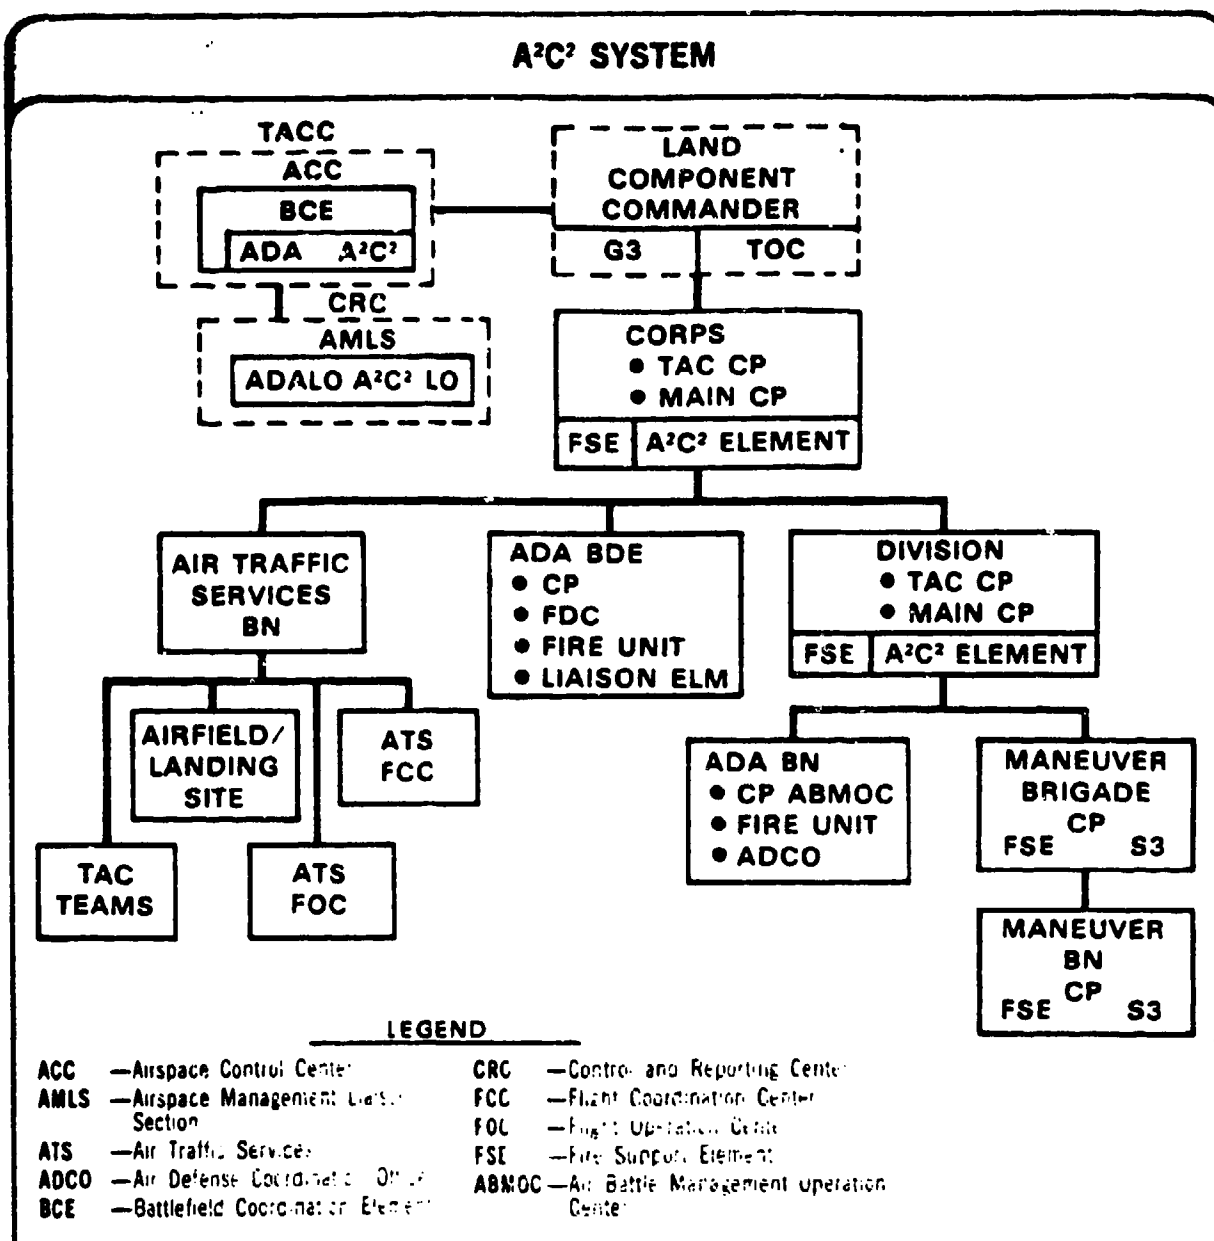 A²C² SYSTEM
TACC
ACC
BCE
ADA A²C²
CRC
AMLS
ADALO A²C² LO
LAND
COMPONENT
COMMANDER
G3 TOC
CORPS
● TAC CP
● MAIN CP
FSE A²C² ELEMENT
AIR TRAFFIC
SERVICES
BN
ADA BDE
● CP
● FDC
● FIRE UNIT
● LIAISON ELM
DIVISION
● TAC CP
● MAIN CP
FSE A²C² ELEMENT
AIRFIELD/
LANDING
SITE
ATS
FCC
TAC
TEAMS
ATS
FOC
ADA BN
● CP ABMOC
● FIRE UNIT
● ADCO
MANEUVER
BRIGADE
CP
FSE S3
MANEUVER
BN
CP
FSE S3
LEGEND
ACC —Airspace Control Center
AMLS —Airspace Management Liaison
Section
ATS —Air Traffic Services
ADCO —Air Defense Coordination
BCE —Battlefield Coordination Element
CRC —Control and Reporting Center
FCC —Flight Coordination Center
FOC —Flight Operation Center
FSE —Fire Support Element
ABMOC —Air Battle Management Operation
Center